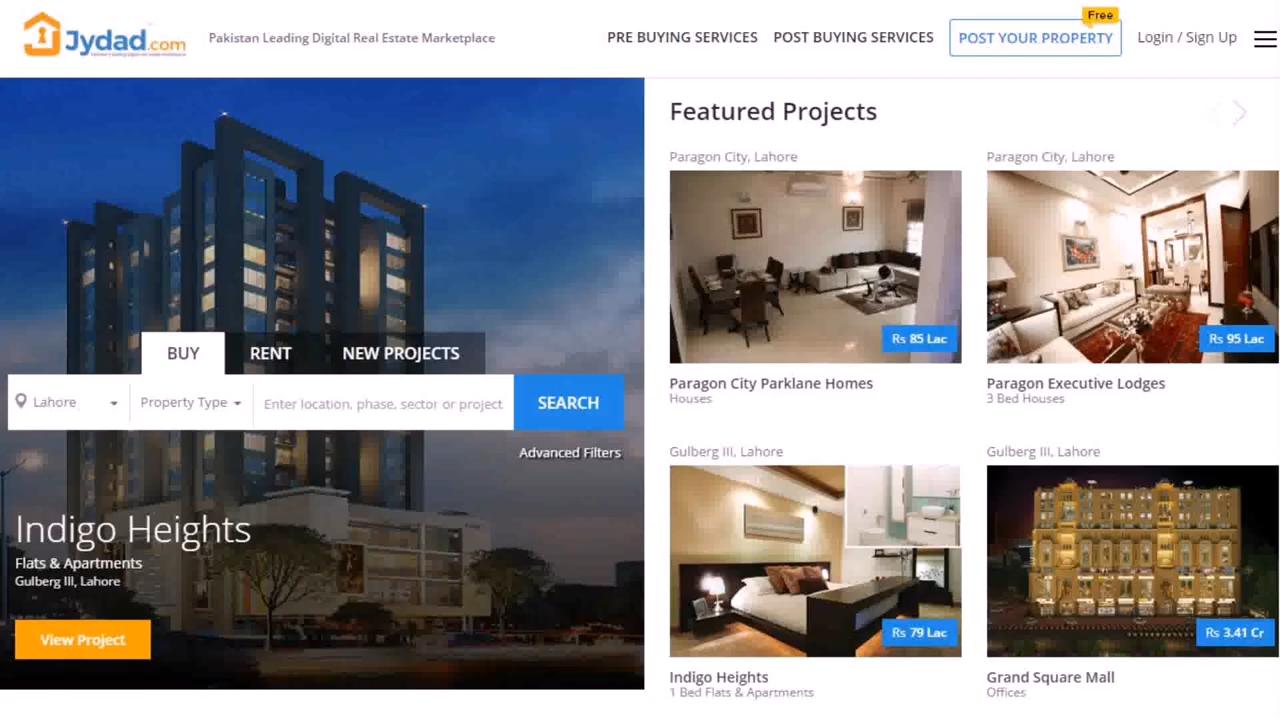 Jydad.com
Pakistan Leading Digital Real Estate Marketplace
PRE BUYING SERVICES
POST BUYING SERVICES
Free
POST YOUR PROPERTY
Login / Sign Up
Featured Projects
BUY
RENT
NEW PROJECTS
Lahore
Property Type
Enter location, phase, sector or project
SEARCH
Advanced Filters
Indigo Heights
Flats & Apartments
Gulberg III, Lahore
View Project
Paragon City, Lahore
Rs 85 Lac
Paragon City Parklane Homes
Houses
Paragon City, Lahore
Rs 95 Lac
Paragon Executive Lodges
3 Bed Houses
Gulberg III, Lahore
Rs 79 Lac
Indigo Heights
1 Bed Flats & Apartments
Gulberg III, Lahore
Rs 3.41 Cr
Grand Square Mall
Offices